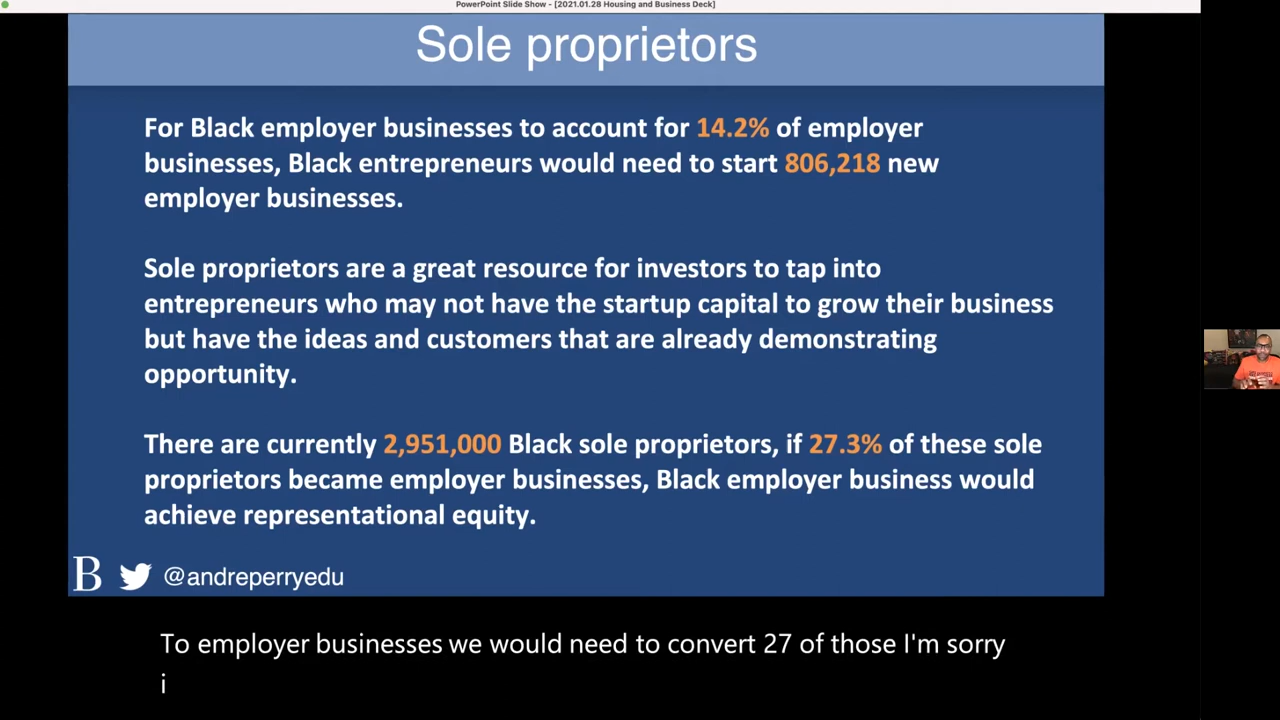 PowerPoint Slide Show - [2021.01.28 Housing and Business Deck]
Sole proprietors
For Black employer businesses to account for 14.2% of employer
businesses, Black entrepreneurs would need to start 806,218 new
employer businesses.
Sole proprietors are a great resource for investors to tap into
entrepreneurs who may not have the startup capital to grow their business
but have the ideas and customers that are already demonstrating
opportunity.
There are currently 2,951,000 Black sole proprietors, if 27.3% of these sole
proprietors became employer businesses, Black employer business would
achieve representational equity.
B @andreperryedu
To employer businesses we would need to convert 27 of those I'm sorry
i